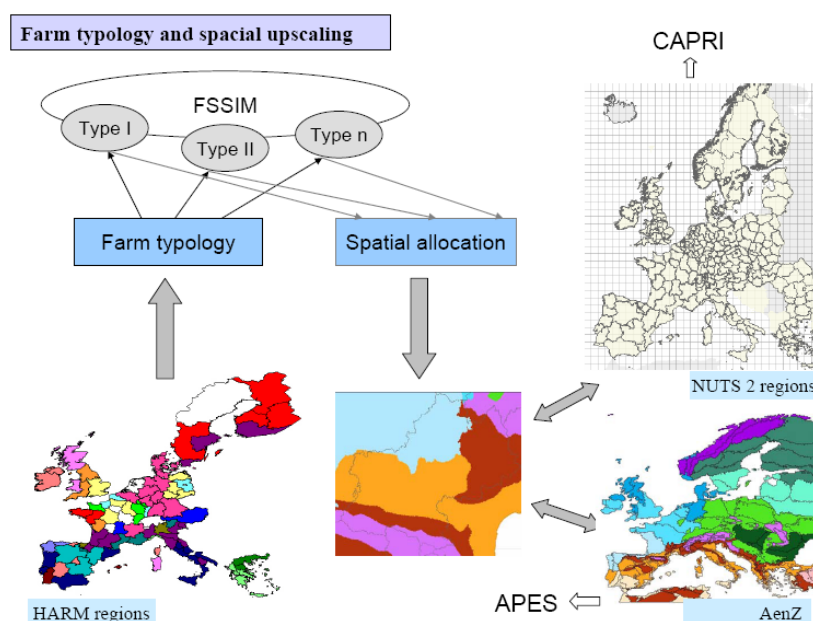 Farm typology and spacial upscaling
CAPRI
FSSIM
Type I
Type II
Type n
Farm typology
Spatial allocation
NUTS 2 regions
HARM regions
APES
AenZ